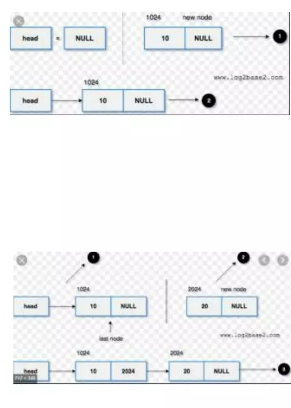 1024 new node
head = NULL 10 NULL 1
www.log2base2.com
1024
head 10 NULL 2
1 2
1024 2024 new node
head 10 NULL 20 NULL
last node
www.log2base2.com
1024 2024
head 10 2024 20 NULL 3